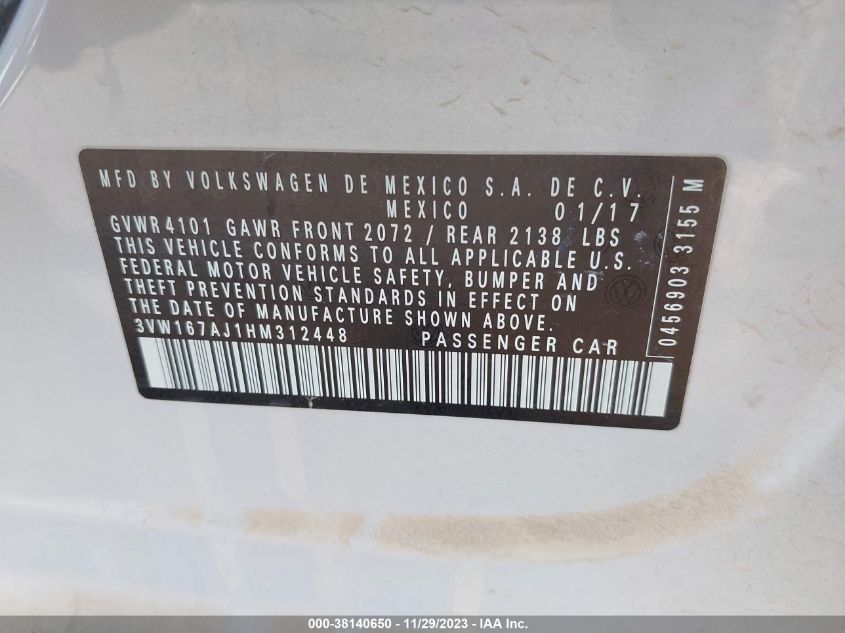 MFD BY VOLKSWAGEN DE MEXICO S.A. DE C.V.
MEXICO 01/17
GVWR 4101 GAWR FRONT 2072 / REAR 2138 LBS
THIS VEHICLE CONFORMS TO ALL APPLICABLE U.S.
FEDERAL MOTOR VEHICLE SAFETY, BUMPER AND
THEFT PREVENTION STANDARDS IN EFFECT ON
THE DATE OF MANUFACTURE SHOWN ABOVE.
3VW167AJ1HM312448 PASSENGER CAR
0456903 3155 M
000-38140650 - 11/29/2023 - IAA Inc.